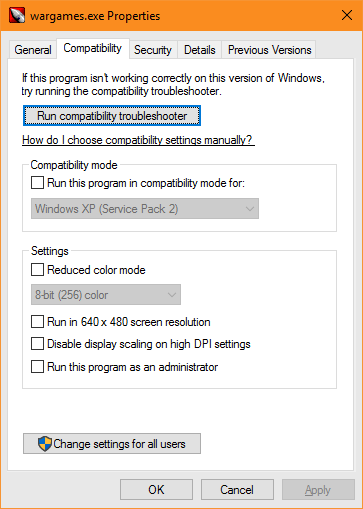 wargames.exe Properties
General Compatibility Security Details Previous Versions
If this program isn't working correctly on this version of Windows,
try running the compatibility troubleshooter.
Run compatibility troubleshooter
How do I choose compatibility settings manually?
Compatibility mode
Run this program in compatibility mode for:
Windows XP (Service Pack 2)
Settings
Reduced color mode
8-bit (256) color
Run in 640 x 480 screen resolution
Disable display scaling on high DPI settings
Run this program as an administrator
Change settings for all users
OK Cancel Apply